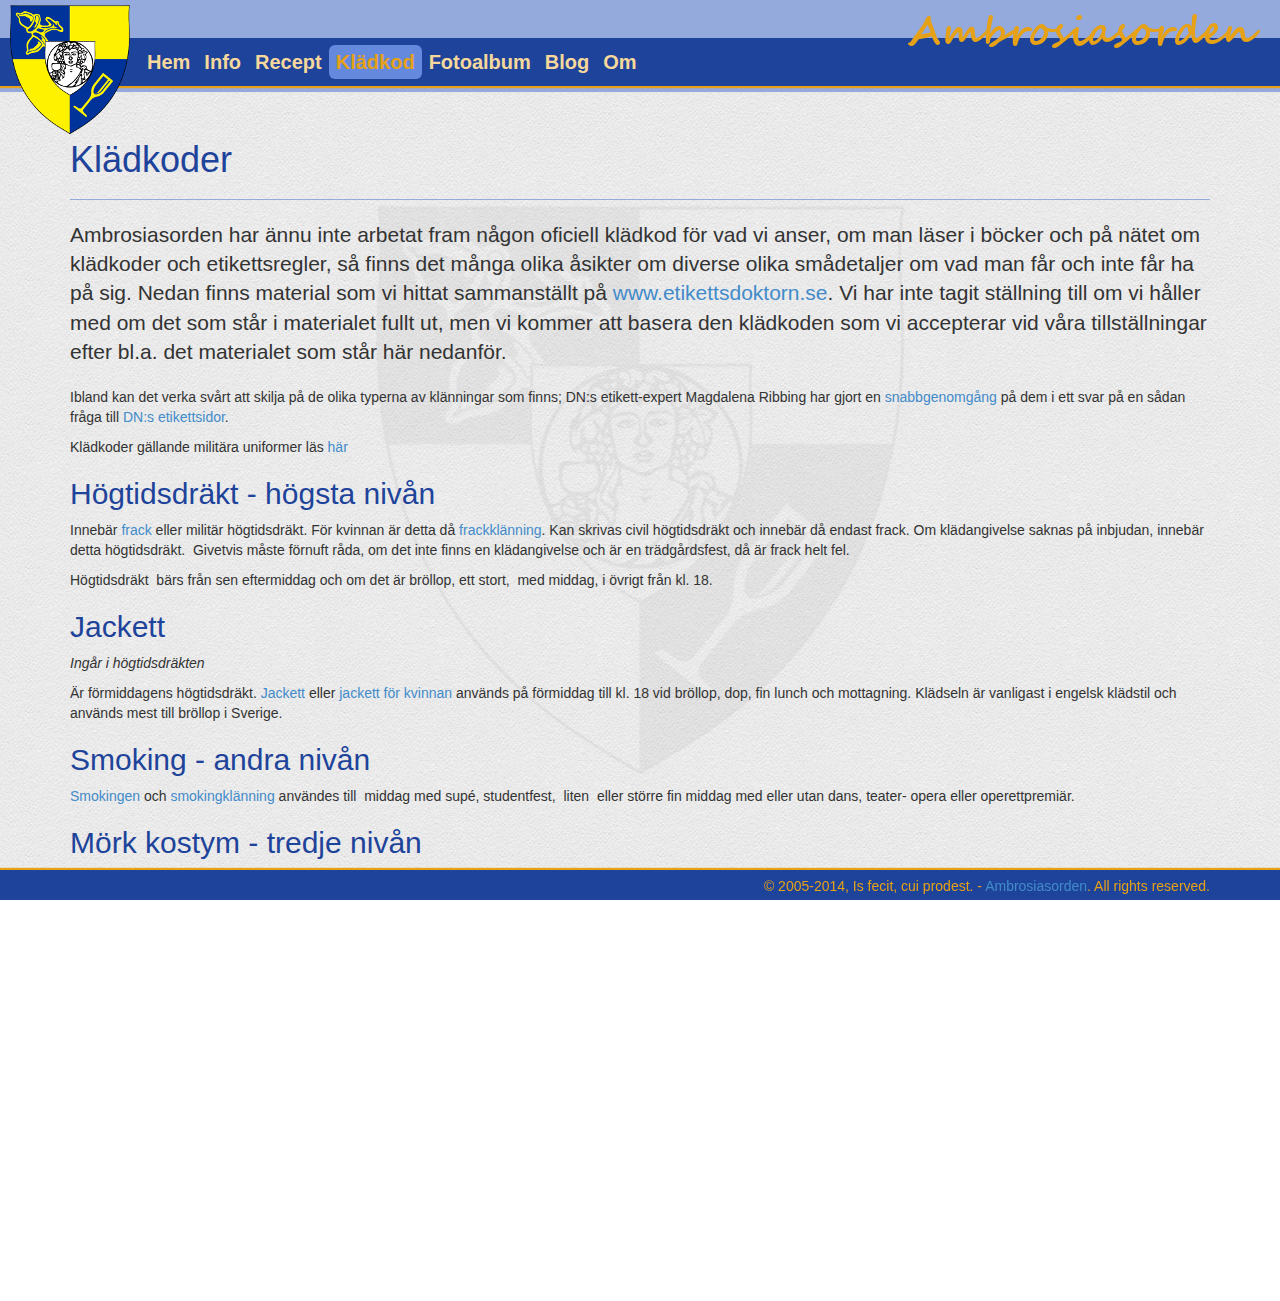 Ambrosiasorden
Hem Info Recept Klädkod Fotoalbum Blog Om
Klädkoder
Ambrosiasorden har ännu inte arbetat fram någon oficiell klädkod för vad vi anser, om man läser i böcker och på nätet om
klädkoder och etikettsregler, så finns det många olika åsikter om diverse olika smådetaljer om vad man får och inte får ha
på sig. Nedan finns material som vi hittat sammanställt på www.etikettsdoktorn.se. Vi har inte tagit ställning till om vi håller
med om det som står i materialet fullt ut, men vi kommer att basera den klädkoden som vi accepterar vid våra tillställningar
efter bl.a. det materialet som står här nedanför.
Ibland kan det verka svårt att skilja på de olika typerna av klänningar som finns; DN:s etikett-expert Magdalena Ribbing har gjort en snabbgenomgång på dem i ett svar på en sådan
fråga till DN:s etikettsidor.
Klädkoder gällande militära uniformer läs här
Högtidsdräkt - högsta nivån
Innebär frack eller militär högtidsdräkt. För kvinnan är detta då frackklänning. Kan skrivas civil högtidsdräkt och innebär då endast frack. Om klädangivelse saknas på inbjudan, innebär
detta högtidsdräkt. Givetvis måste förnuft råda, om det inte finns en klädangivelse och är en trädgårdsfest, då är frack helt fel.
Högtidsdräkt bärs från sen eftermiddag och om det är bröllop, ett stort, med middag, i övrigt från kl. 18.
Jackett
Ingår i högtidsdräkten
Är förmiddagens högtidsdräkt. Jackett eller jackett för kvinnan används på förmiddag till kl. 18 vid bröllop, dop, fin lunch och mottagning. Klädseln är vanligast i engelsk klädstil och
används mest till bröllop i Sverige.
Smoking - andra nivån
Smokingen och smokingklänning användes till middag med supé, studentfest, liten eller större fin middag med eller utan dans, teater- opera eller operettpremiär.
Mörk kostym - tredje nivån
© 2005-2014, Is fecit, cui prodest. - Ambrosiasorden. All rights reserved.